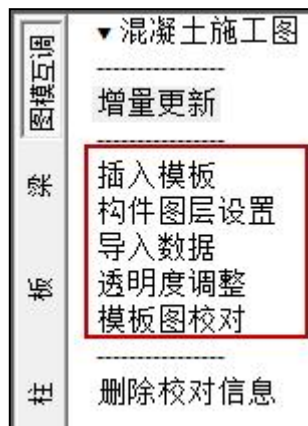 图模互调
梁
板
柱
▼混凝土施工图
---------------
增量更新
---------------
插入模板
构件图层设置
导入数据
透明度调整
模板图校对
---------------
删除校对信息